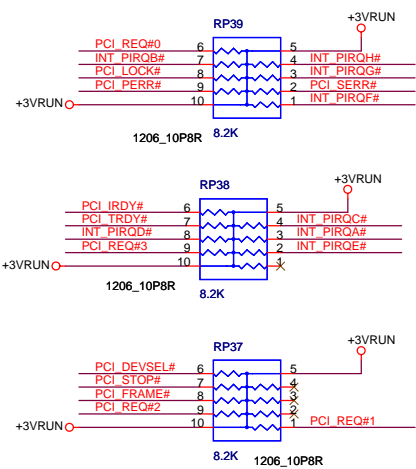 +3VRUN
RP39
PCI_REQ#0 6 5
INT_PIRQB# 7 4 INT_PIRQH#
PCI_LOCK# 8 3 INT_PIRQG#
PCI_PERR# 9 2 PCI_SERR#
+3VRUN 10 1 INT_PIRQF#
1206_10P8R 8.2K
+3VRUN
RP38
PCI_IRDY# 6 5
PCI_TRDY# 7 4 INT_PIRQC#
INT_PIRQD# 8 3 INT_PIRQA#
PCI_REQ#3 9 2 INT_PIRQE#
+3VRUN 10 1
1206_10P8R 8.2K
+3VRUN
RP37
PCI_DEVSEL# 6 5
PCI_STOP# 7 4
PCI_FRAME# 8 3
PCI_REQ#2 9 2
+3VRUN 10 1 PCI_REQ#1
8.2K 1206_10P8R